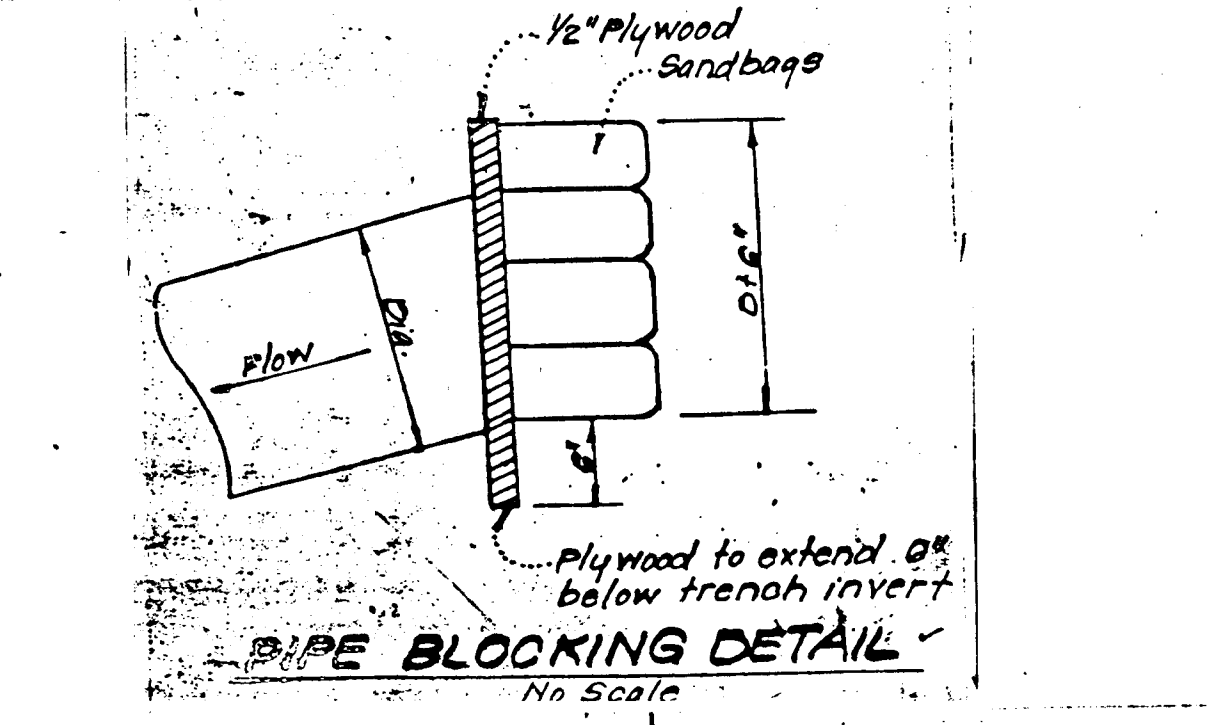 1/2" Plywood
Sandbags
D+6"
Dia.
Flow
6"
Plywood to extend 6"
below trench invert
PIPE BLOCKING DETAIL
No Scale